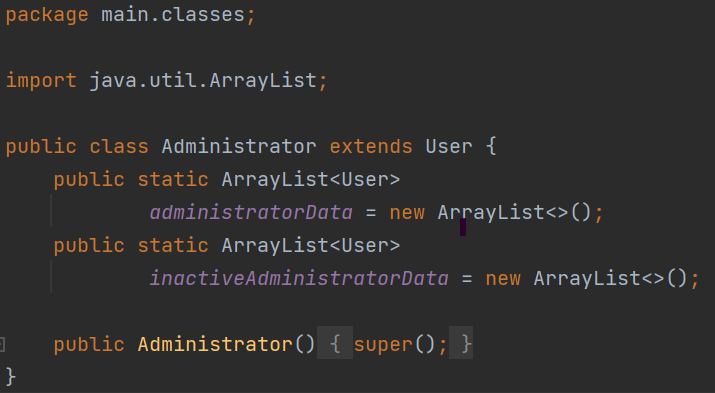 package main.classes;
import java.util.ArrayList;
public class Administrator extends User {
public static ArrayList<User>
administratorData = new ArrayList<>();
public static ArrayList<User>
inactiveAdministratorData = new ArrayList<>();
public Administrator() { super(); }
}